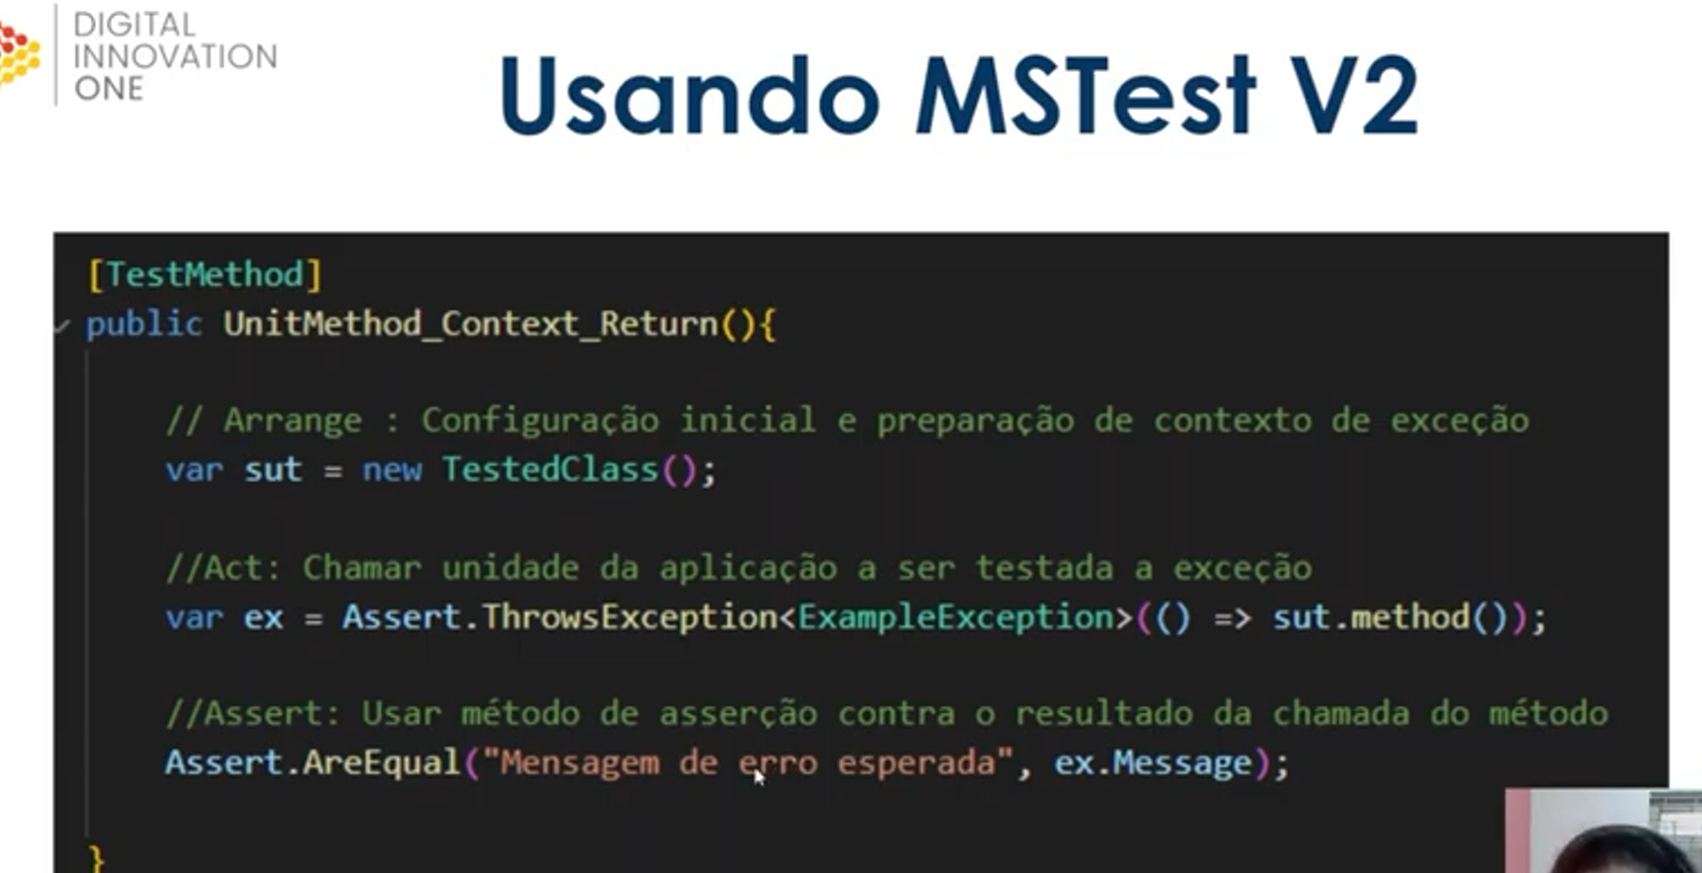 DIGITAL
INNOVATION
ONE
Usando MSTest V2
[TestMethod]
public UnitMethod_Context_Return(){
// Arrange : Configuração inicial e preparação de contexto de exceção
var sut = new TestedClass();
//Act: Chamar unidade da aplicação a ser testada a exceção
var ex = Assert.ThrowsException<ExampleException>(() => sut.method());
//Assert: Usar método de asserção contra o resultado da chamada do método
Assert.AreEqual("Mensagem de erro esperada", ex.Message);
}